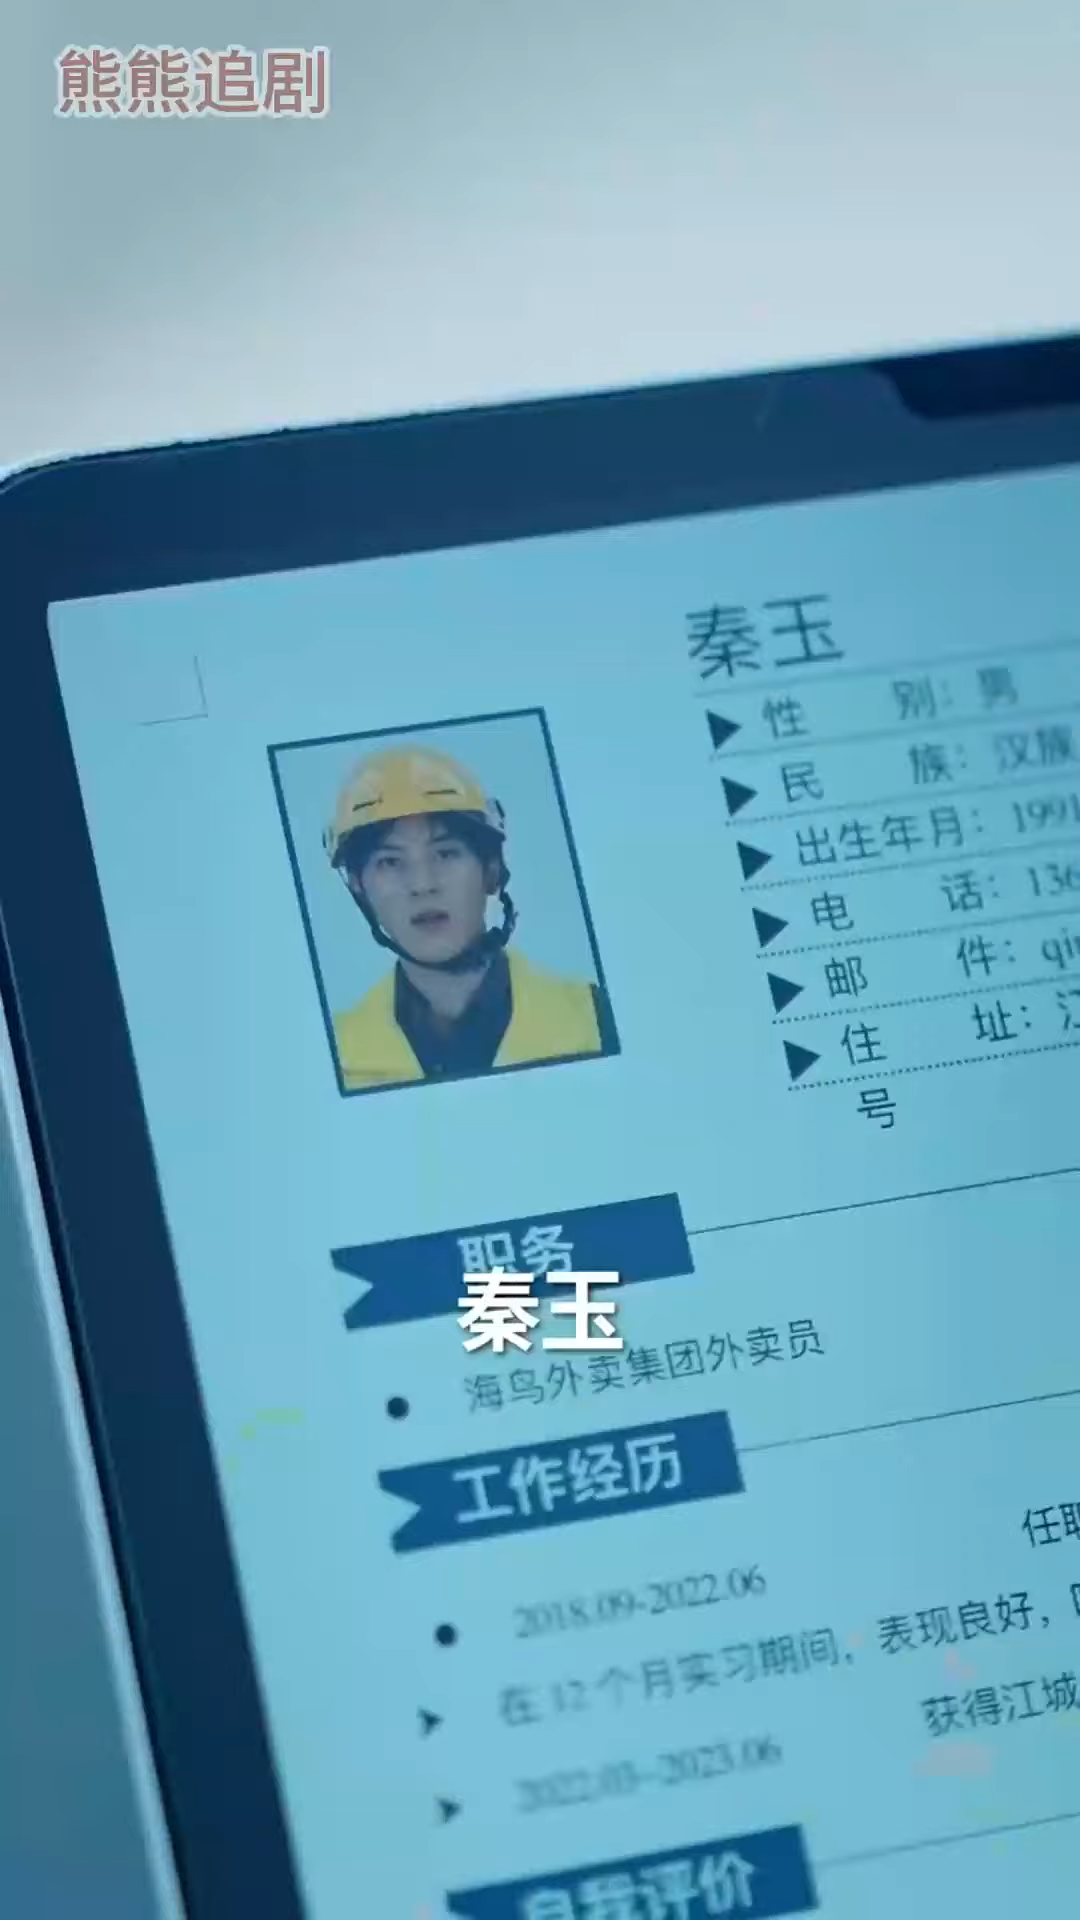 熊熊追剧
秦玉
性 别：男
民 族：汉族
出生年月：1991
电 话：136
邮 件：qi
住 址：江
号
职务
秦玉
海鸟外卖集团外卖员
工作经历
任职
2018.09-2022.06
在12个月实习期间，表现良好，
获得江城
2022.03-2023.06
自我评价